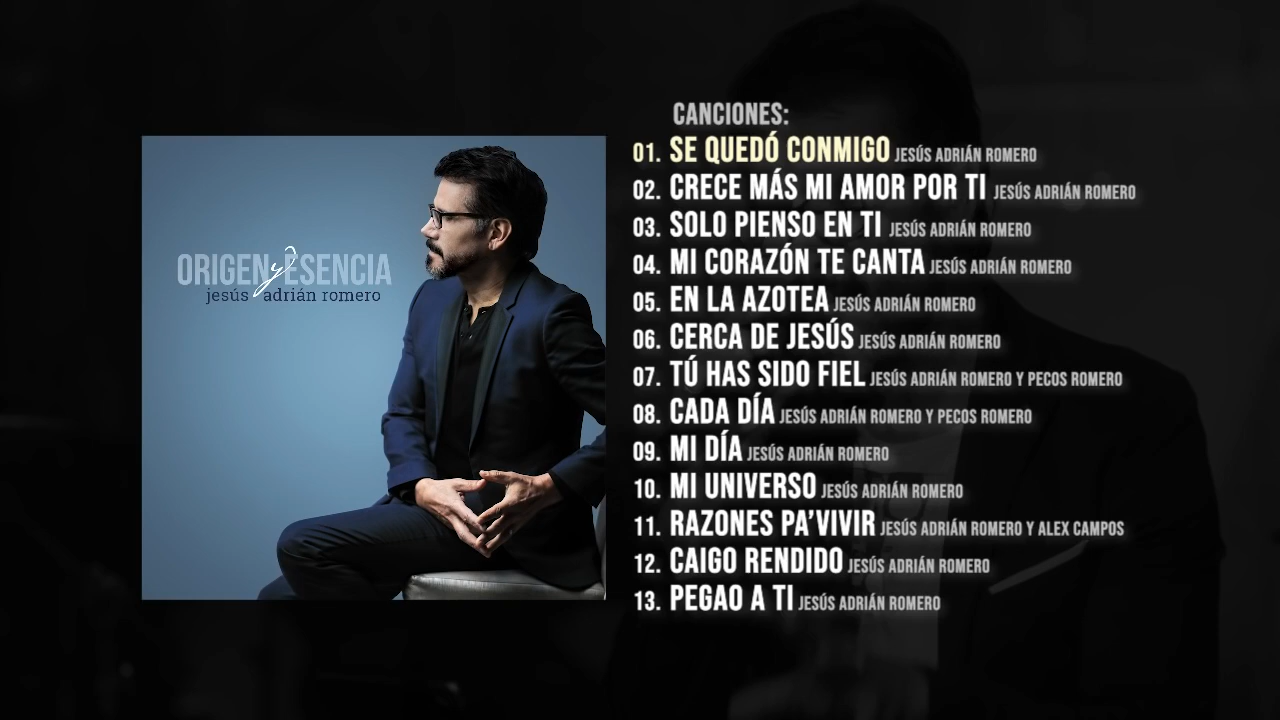 ORIGEN y ESENCIA
jesús adrián romero
CANCIONES:
01. SE QUEDÓ CONMIGO JESÚS ADRIÁN ROMERO
02. CRECE MÁS MI AMOR POR TI JESÚS ADRIÁN ROMERO
03. SOLO PIENSO EN TI JESÚS ADRIÁN ROMERO
04. MI CORAZÓN TE CANTA JESÚS ADRIÁN ROMERO
05. EN LA AZOTEA JESÚS ADRIÁN ROMERO
06. CERCA DE JESÚS JESÚS ADRIÁN ROMERO
07. TÚ HAS SIDO FIEL JESÚS ADRIÁN ROMERO Y PECOS ROMERO
08. CADA DÍA JESÚS ADRIÁN ROMERO Y PECOS ROMERO
09. MI DÍA JESÚS ADRIÁN ROMERO
10. MI UNIVERSO JESÚS ADRIÁN ROMERO
11. RAZONES PA'VIVIR JESÚS ADRIÁN ROMERO Y ALEX CAMPOS
12. CAIGO RENDIDO JESÚS ADRIÁN ROMERO
13. PEGAO A TI JESÚS ADRIÁN ROMERO